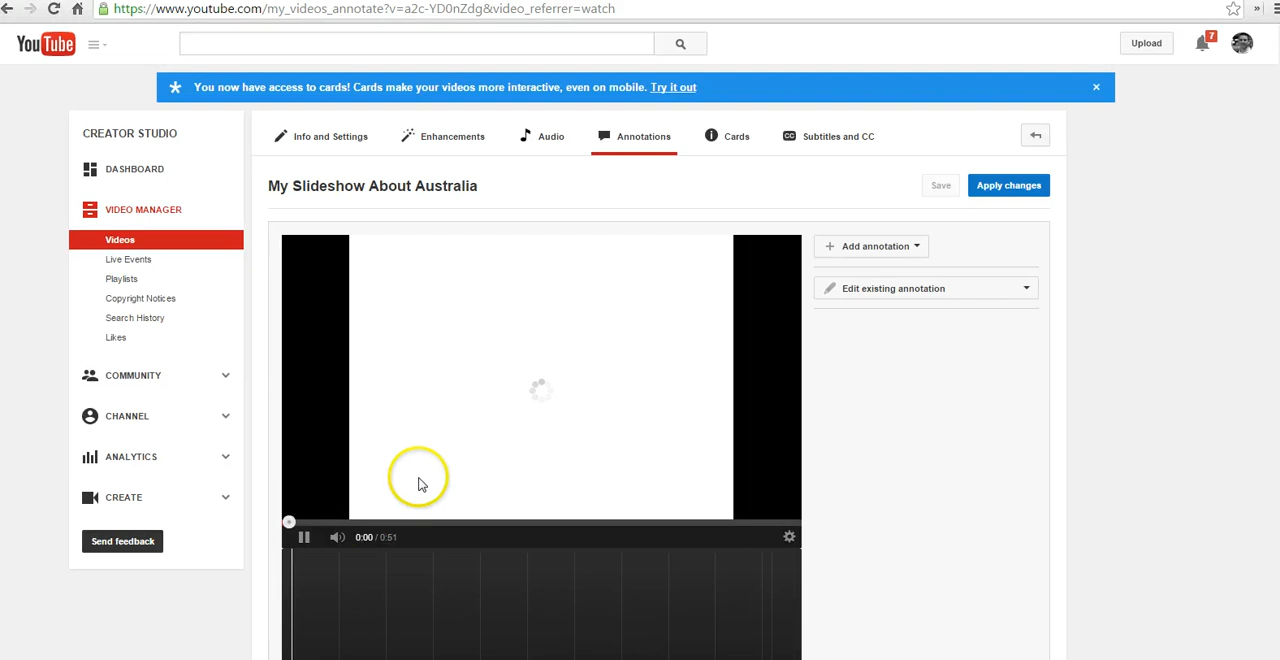 https://www.youtube.com/my_videos_annotate?v=a2c-YD0nZdg&video_referrer=watch
»
YouTube
Upload
7
You now have access to cards! Cards make your videos more interactive, even on mobile. Try it out
×
CREATOR STUDIO
Info and Settings
Enhancements
Audio
Annotations
Cards
CC Subtitles and CC
DASHBOARD
My Slideshow About Australia
Save
Apply changes
VIDEO MANAGER
Videos
Live Events
Playlists
Copyright Notices
Search History
Likes
+ Add annotation
Edit existing annotation
COMMUNITY
CHANNEL
ANALYTICS
CREATE
Send feedback
0:00 / 0:51